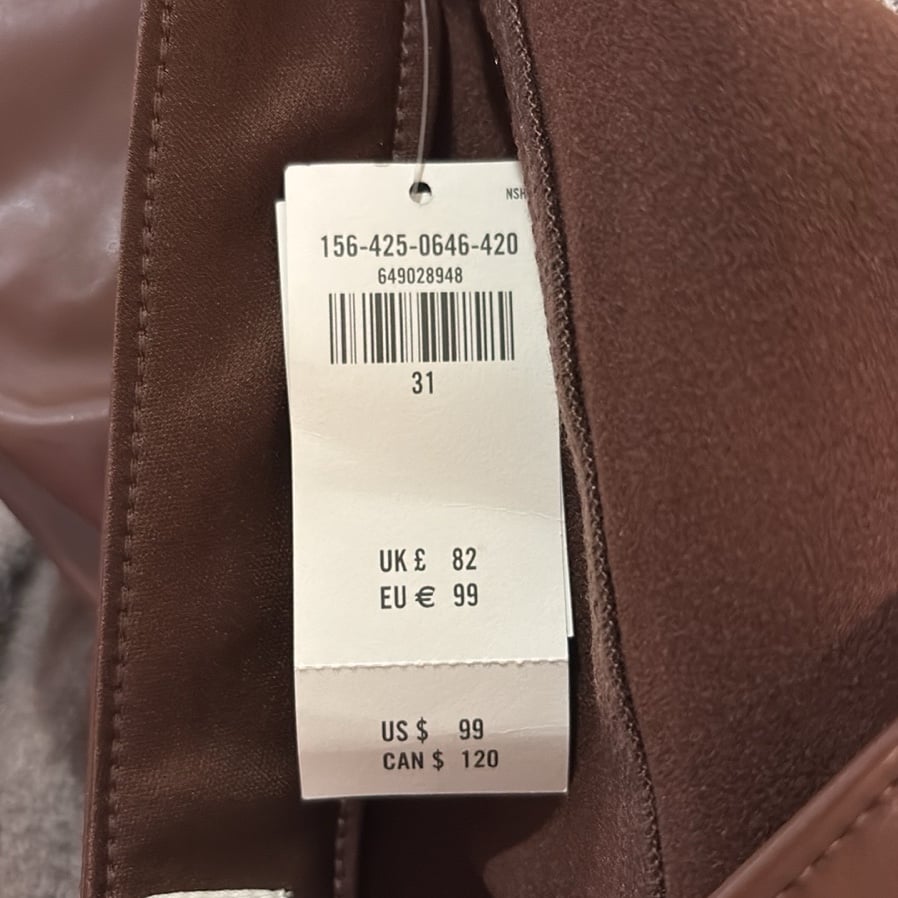 NSH
156-425-0646-420
649028948
31
UK £ 82
EU € 99
US $ 99
CAN $ 120